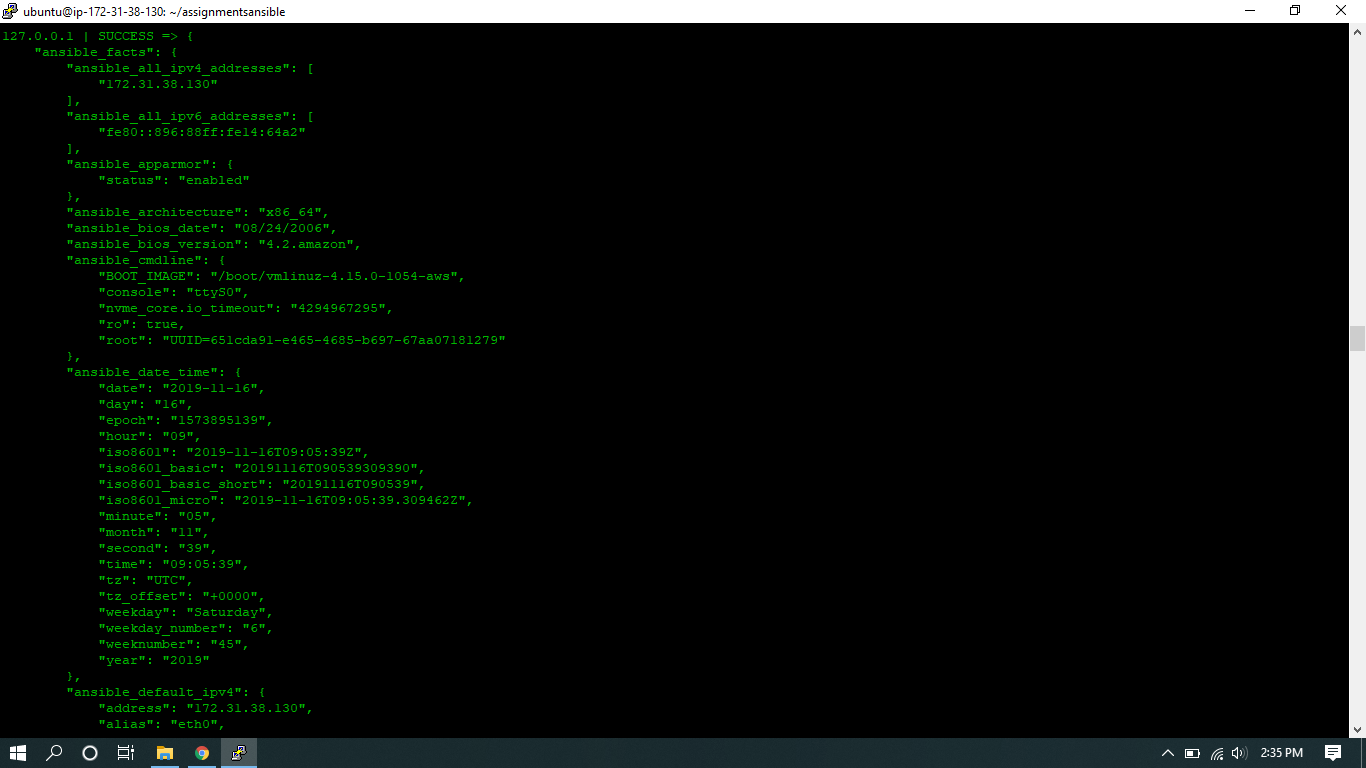 ubuntu@ip-172-31-38-130: ~/assignmentsansible
127.0.0.1 | SUCCESS => {
    "ansible_facts": {
        "ansible_all_ipv4_addresses": [
            "172.31.38.130"
        ],
        "ansible_all_ipv6_addresses": [
            "fe80::896:88ff:fe14:64a2"
        ],
        "ansible_apparmor": {
            "status": "enabled"
        },
        "ansible_architecture": "x86_64",
        "ansible_bios_date": "08/24/2006",
        "ansible_bios_version": "4.2.amazon",
        "ansible_cmdline": {
            "BOOT_IMAGE": "/boot/vmlinuz-4.15.0-1054-aws",
            "console": "ttyS0",
            "nvme_core.io_timeout": "4294967295",
            "ro": true,
            "root": "UUID=651cda91-e465-4685-b697-67aa07181279"
        },
        "ansible_date_time": {
            "date": "2019-11-16",
            "day": "16",
            "epoch": "1573895139",
            "hour": "09",
            "iso8601": "2019-11-16T09:05:39Z",
            "iso8601_basic": "20191116T090539309390",
            "iso8601_basic_short": "20191116T090539",
            "iso8601_micro": "2019-11-16T09:05:39.309462Z",
            "minute": "05",
            "month": "11",
            "second": "39",
            "time": "09:05:39",
            "tz": "UTC",
            "tz_offset": "+0000",
            "weekday": "Saturday",
            "weekday_number": "6",
            "weeknumber": "45",
            "year": "2019"
        },
        "ansible_default_ipv4": {
            "address": "172.31.38.130",
            "alias": "eth0",
2:35 PM